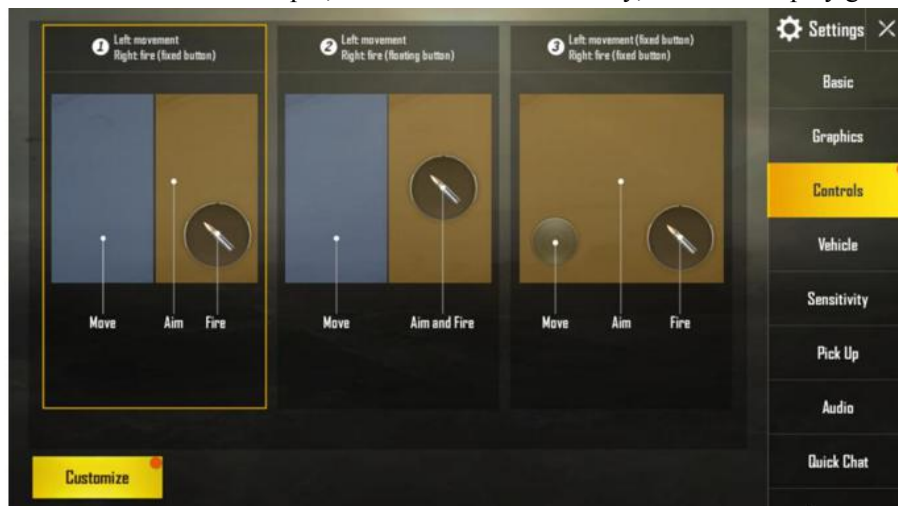 1 Left movement
Right fire (fixed button)
2 Left movement
Right fire (floating button)
3 Left movement (fixed button)
Right fire (fixed button)
Move Aim Fire
Move Aim and Fire
Move Aim Fire
Customize
Settings
Basic
Graphics
Controls
Vehicle
Sensitivity
Pick Up
Audio
Quick Chat